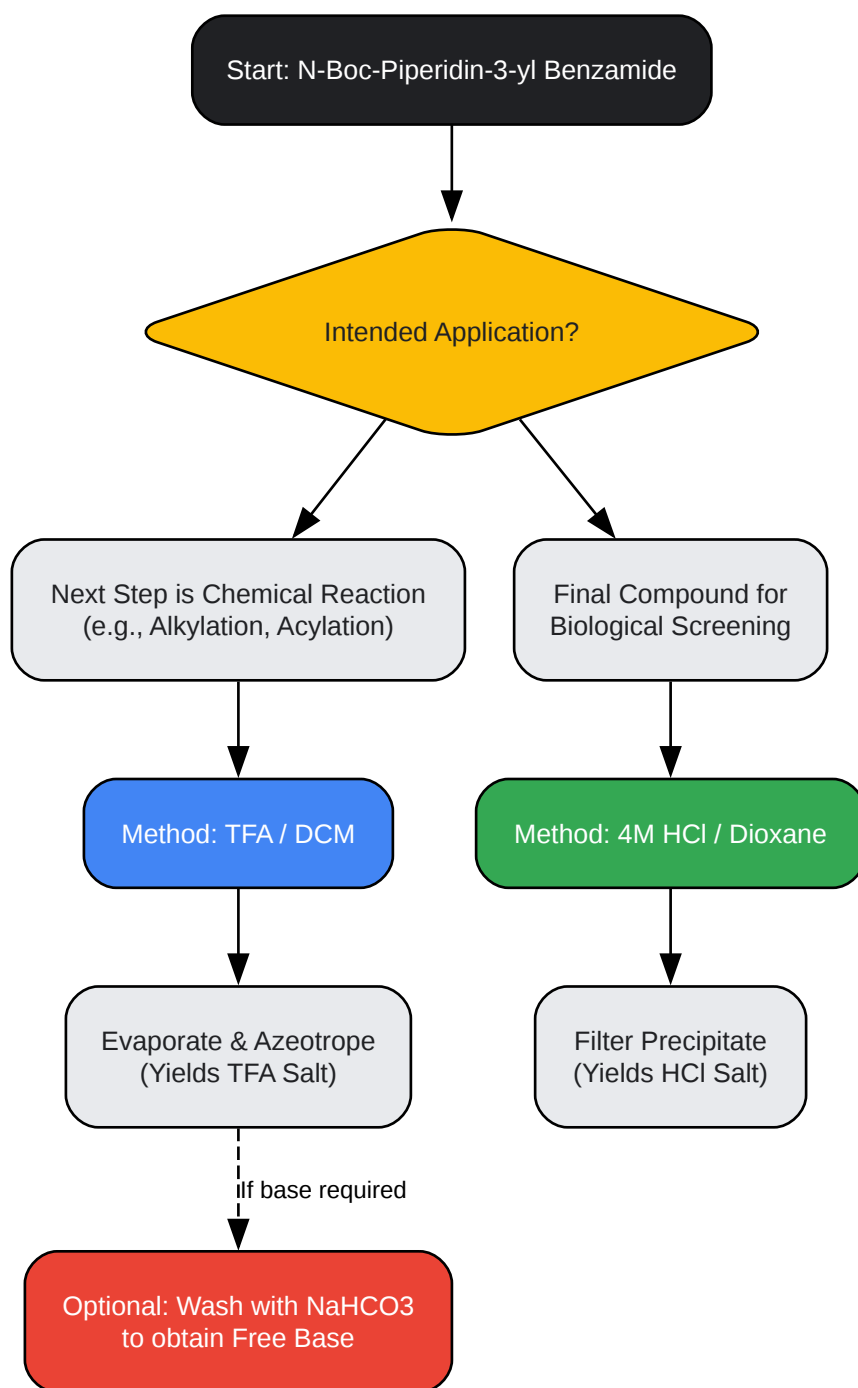 Start: N-Boc-Piperidin-3-yl Benzamide
Intended Application?
Next Step is Chemical Reaction
(e.g., Alkylation, Acylation)
Final Compound for
Biological Screening
Method: TFA / DCM
Method: 4M HCl / Dioxane
Evaporate & Azeotrope
(Yields TFA Salt)
Filter Precipitate
(Yields HCl Salt)
If base required
Optional: Wash with NaHCO3
to obtain Free Base